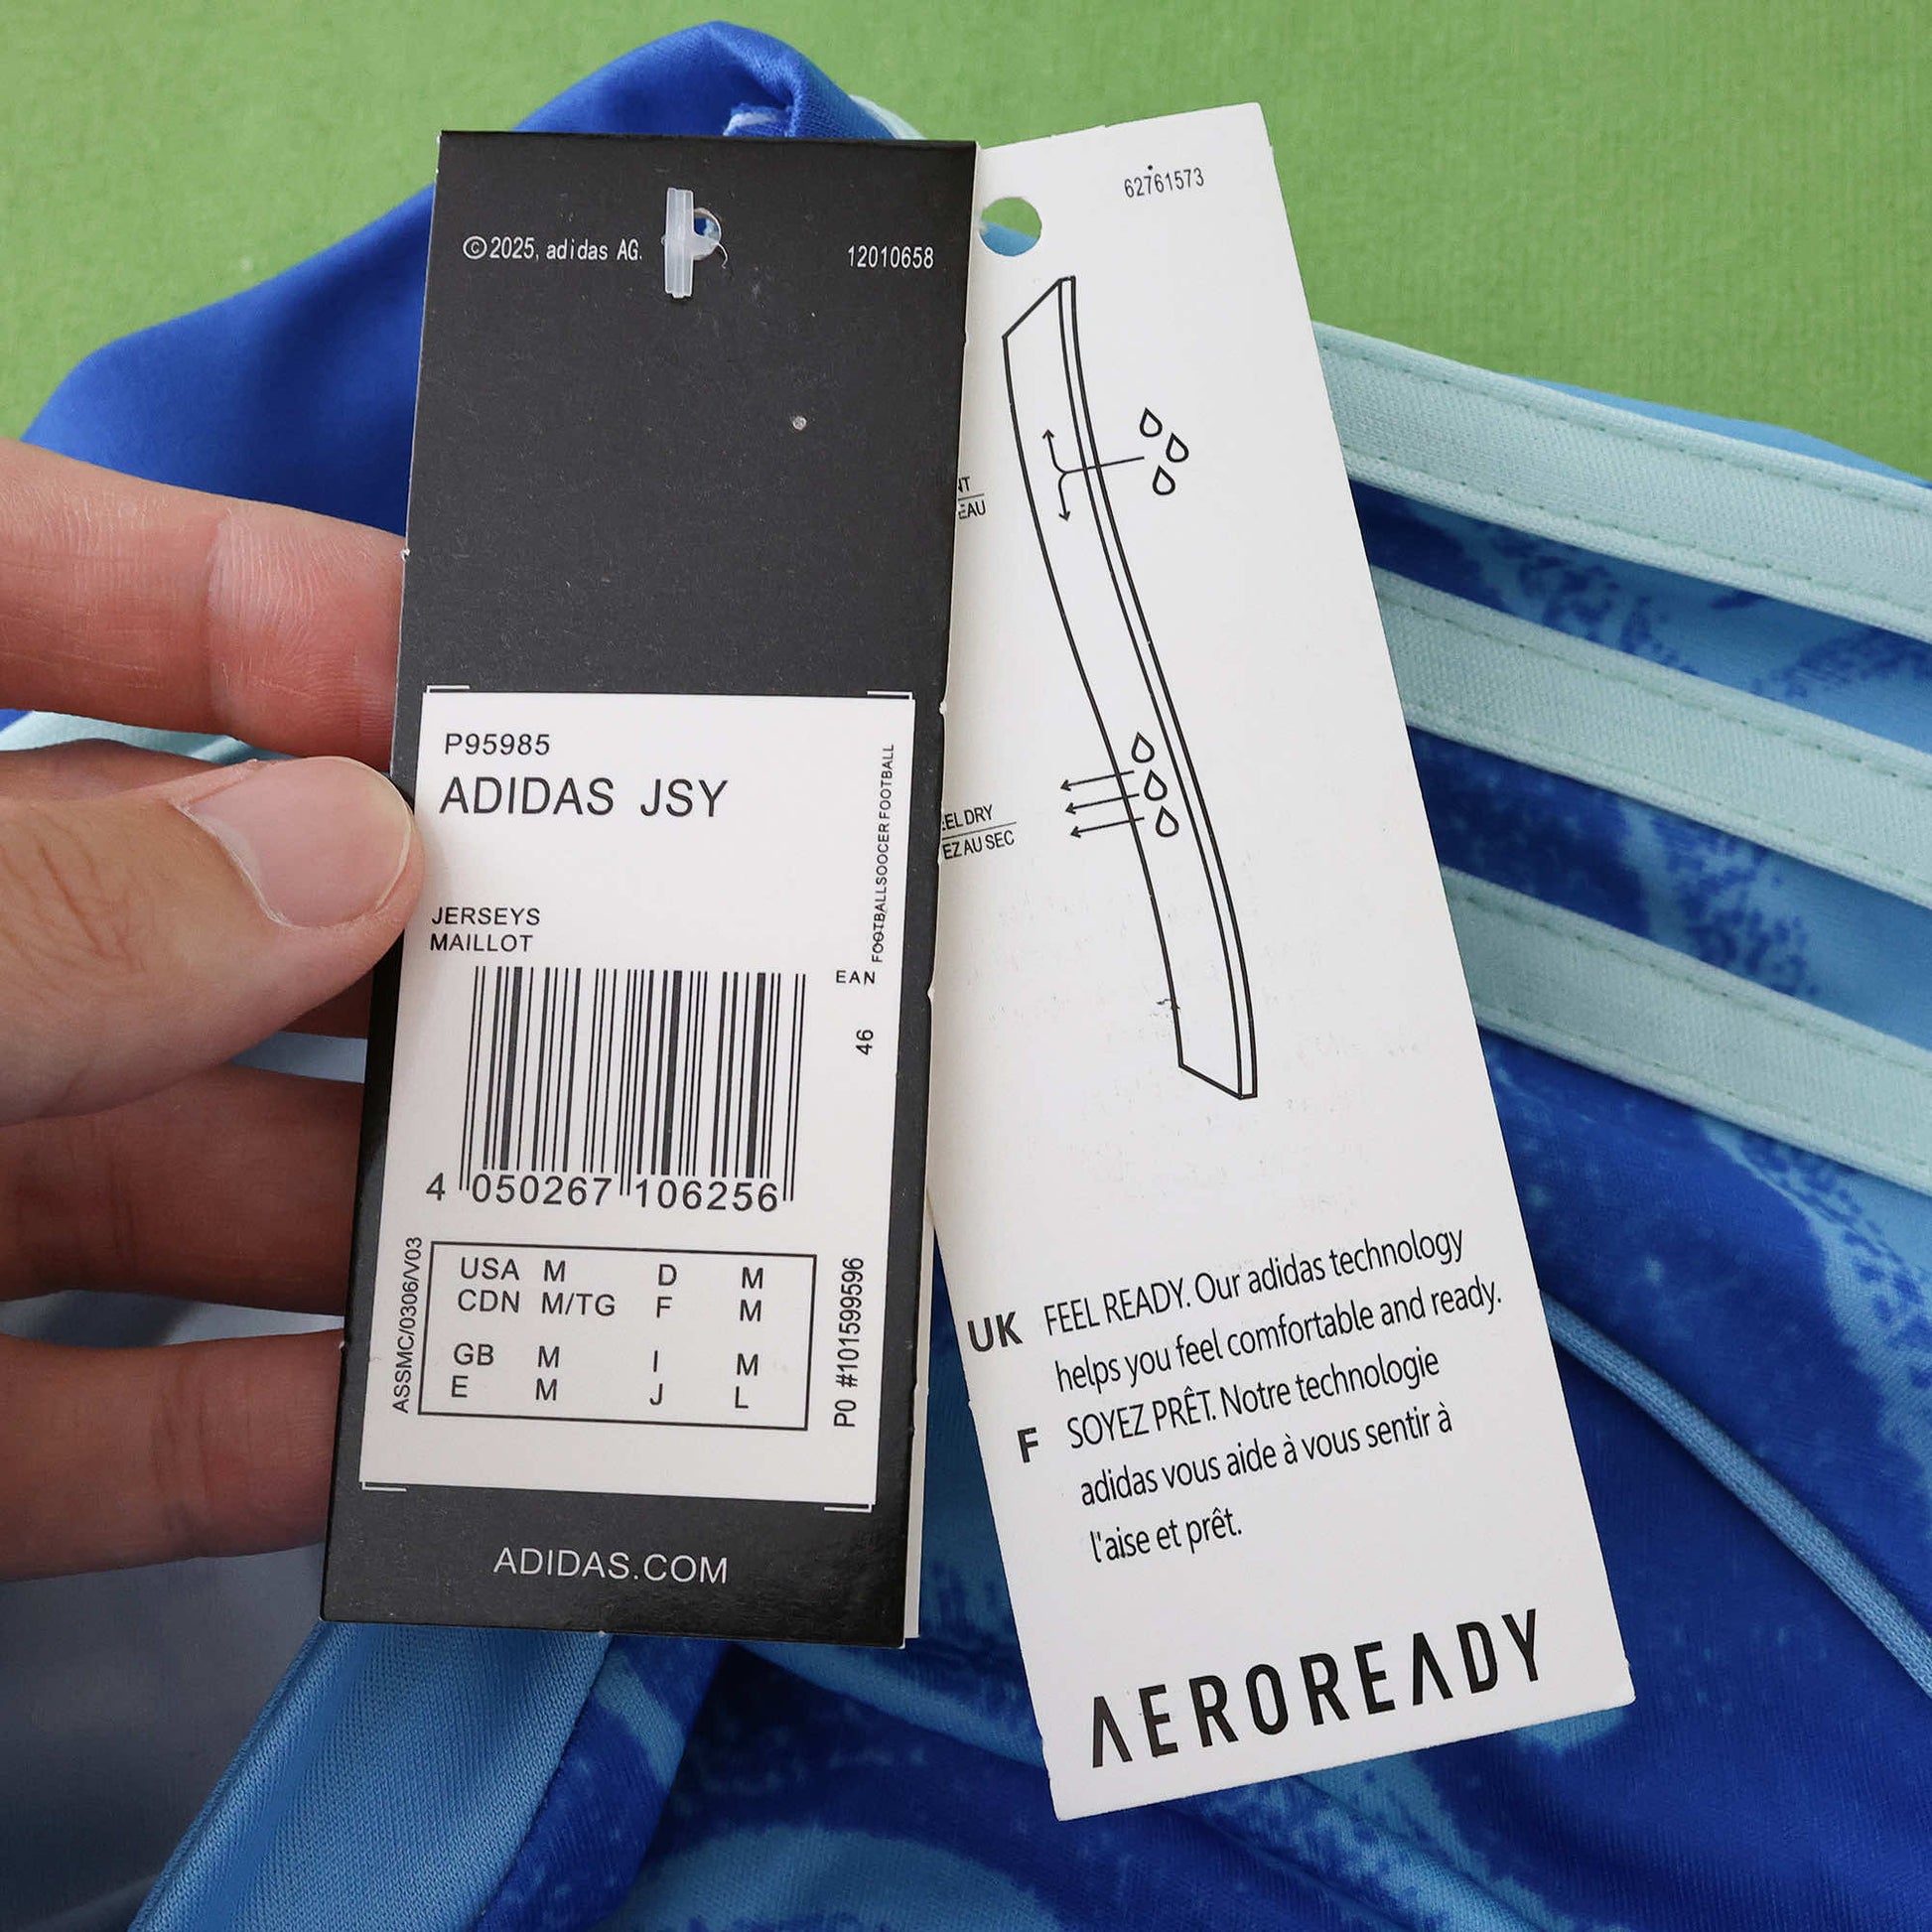 ©2025, adidas AG.
12010658
P95985
ADIDAS JSY
FOOTBALLSOCCER FOOTBALL
JERSEYS
MAILLOT
EAN
46
4 050267 106256
ASSMC/0306/V03
USA M D M
CDN M/TG F M
GB M I M
E M J L
PO #101599596
ADIDAS.COM
62761573
NT
EAU
EEL DRY
EZ AU SEC
UK FEEL READY. Our adidas technology
helps you feel comfortable and ready.
F SOYEZ PRÊT. Notre technologie
adidas vous aide à vous sentir à
l'aise et prêt.
AEROREADY